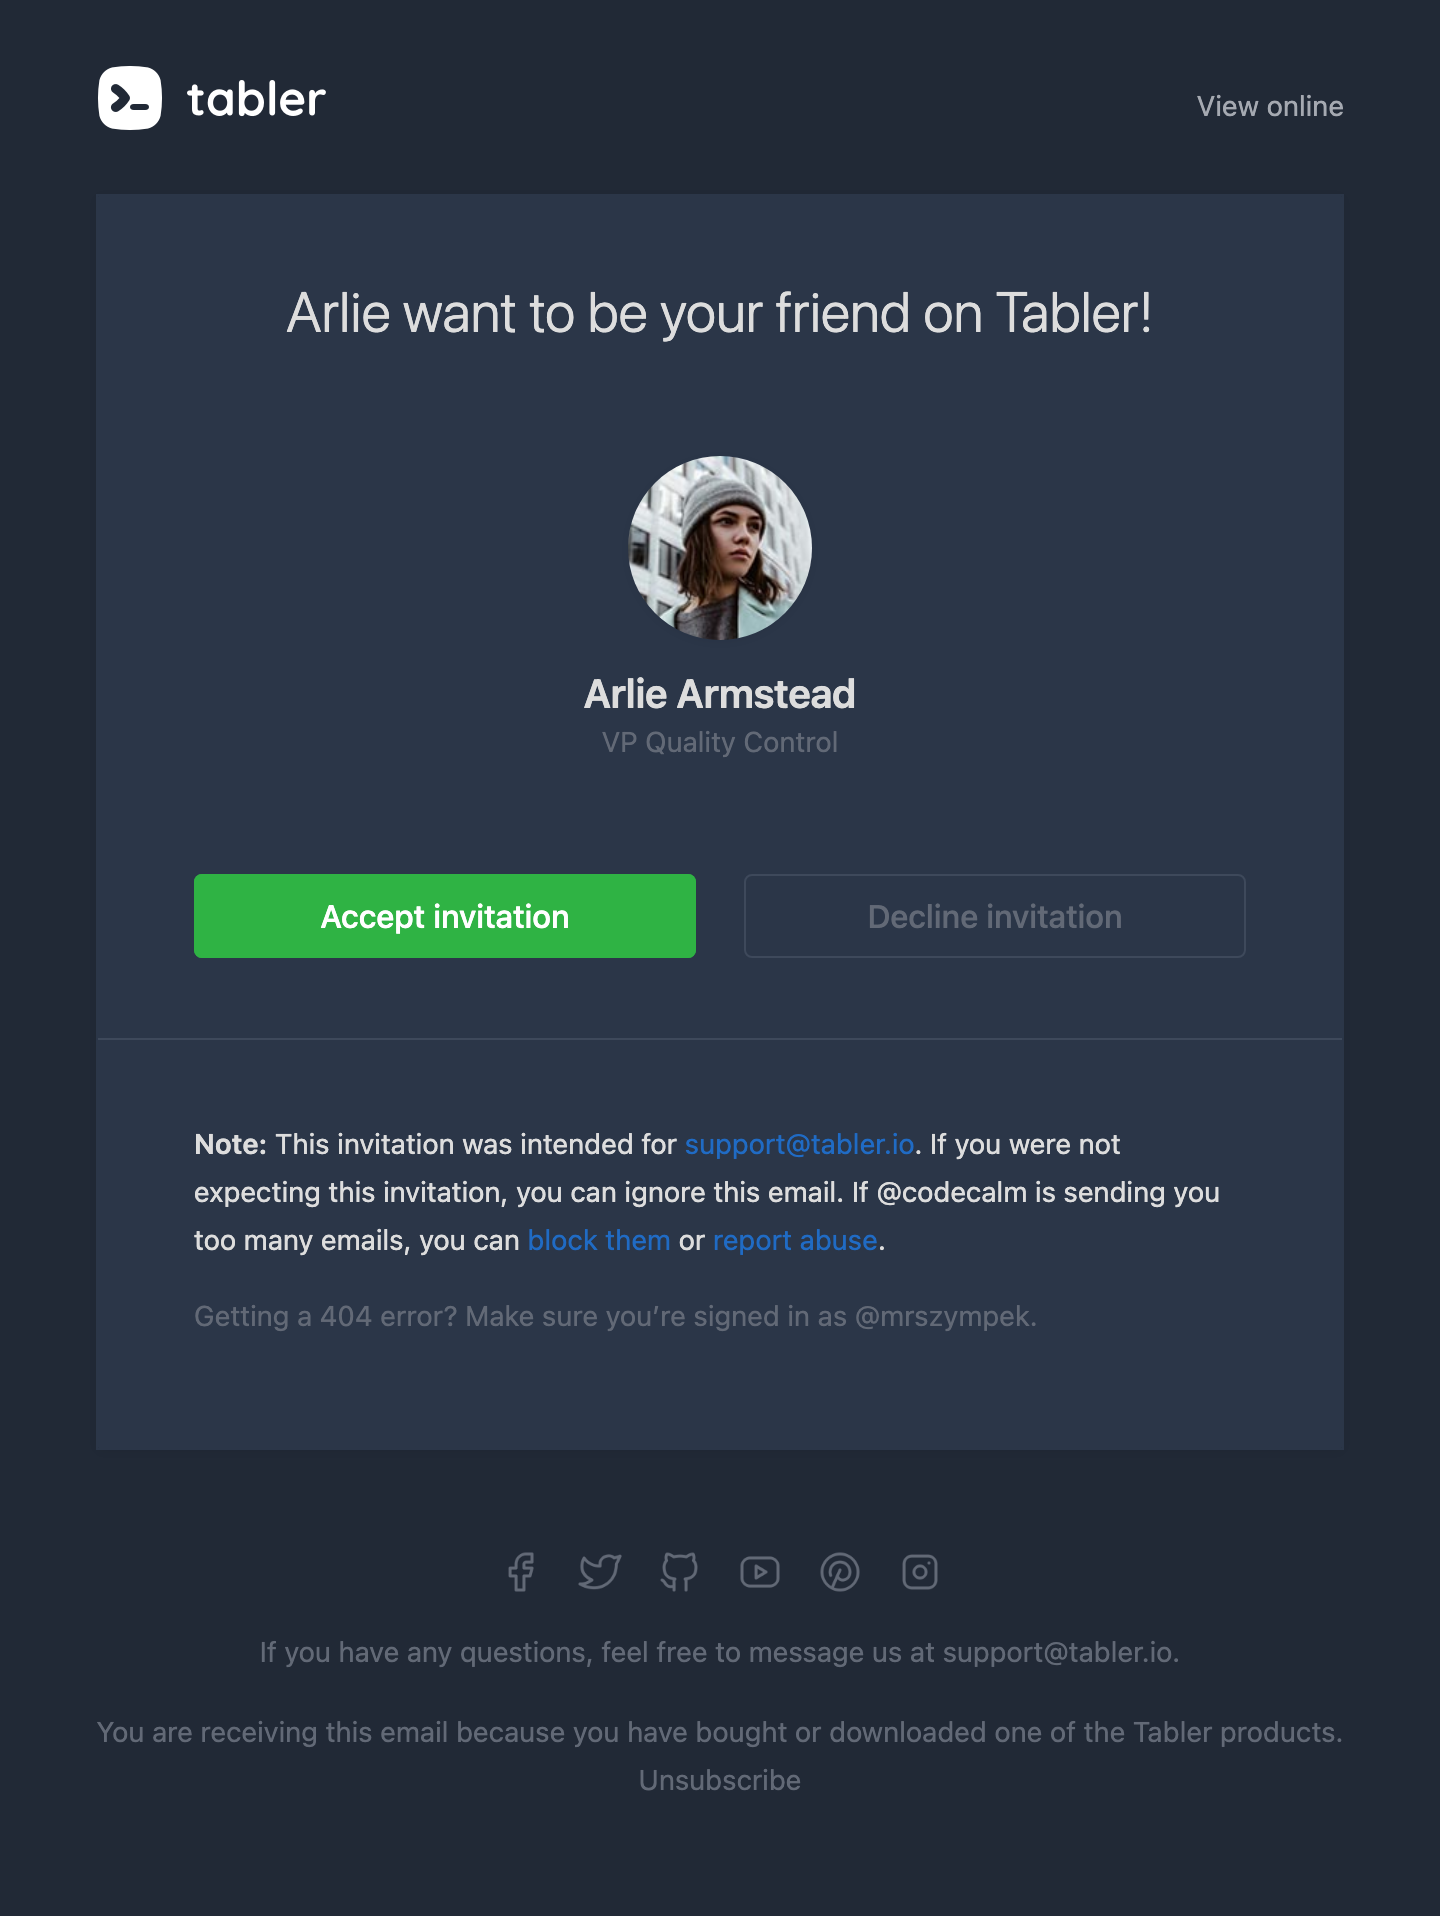 tabler
View online
Arlie want to be your friend on Tabler!
Arlie Armstead
VP Quality Control
Accept invitation
Decline invitation
Note: This invitation was intended for support@tabler.io. If you were not
expecting this invitation, you can ignore this email. If @codecalm is sending you
too many emails, you can block them or report abuse.
Getting a 404 error? Make sure you’re signed in as @mrszympek.
If you have any questions, feel free to message us at support@tabler.io.
You are receiving this email because you have bought or downloaded one of the Tabler products.
Unsubscribe